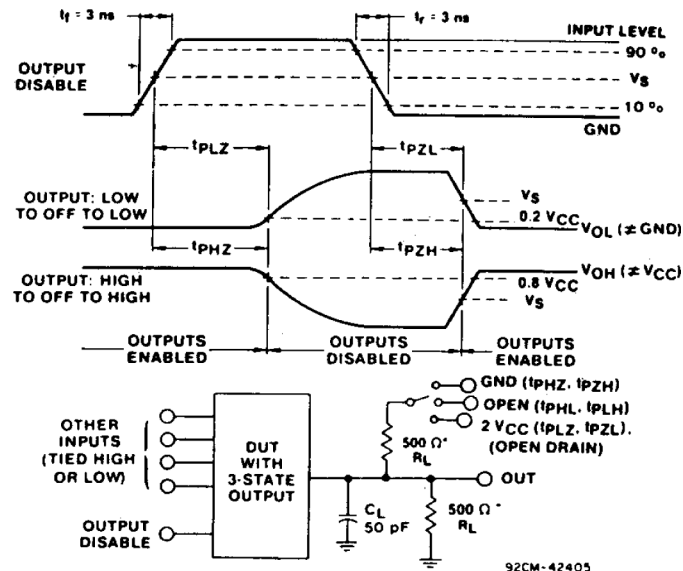 tf = 3 ns
tr = 3 ns
INPUT LEVEL
90 %
OUTPUT
DISABLE
VS
10 %
GND
tPLZ
tPZL
OUTPUT: LOW
TO OFF TO LOW
VS
0.2 VCC
VOL (≠ GND)
tPHZ
tPZH
OUTPUT: HIGH
TO OFF TO HIGH
VOH (≠ VCC)
0.8 VCC
VS
OUTPUTS
ENABLED
OUTPUTS
DISABLED
OUTPUTS
ENABLED
OTHER
INPUTS
(TIED HIGH
OR LOW)
OUTPUT
DISABLE
DUT
WITH
3-STATE
OUTPUT
GND (tPHZ, tPZH)
OPEN (tPHL, tPLH)
2 VCC (tPLZ, tPZL).
(OPEN DRAIN)
500 Ω*
RL
OUT
CL
50 pF
500 Ω*
RL
92CM-42405